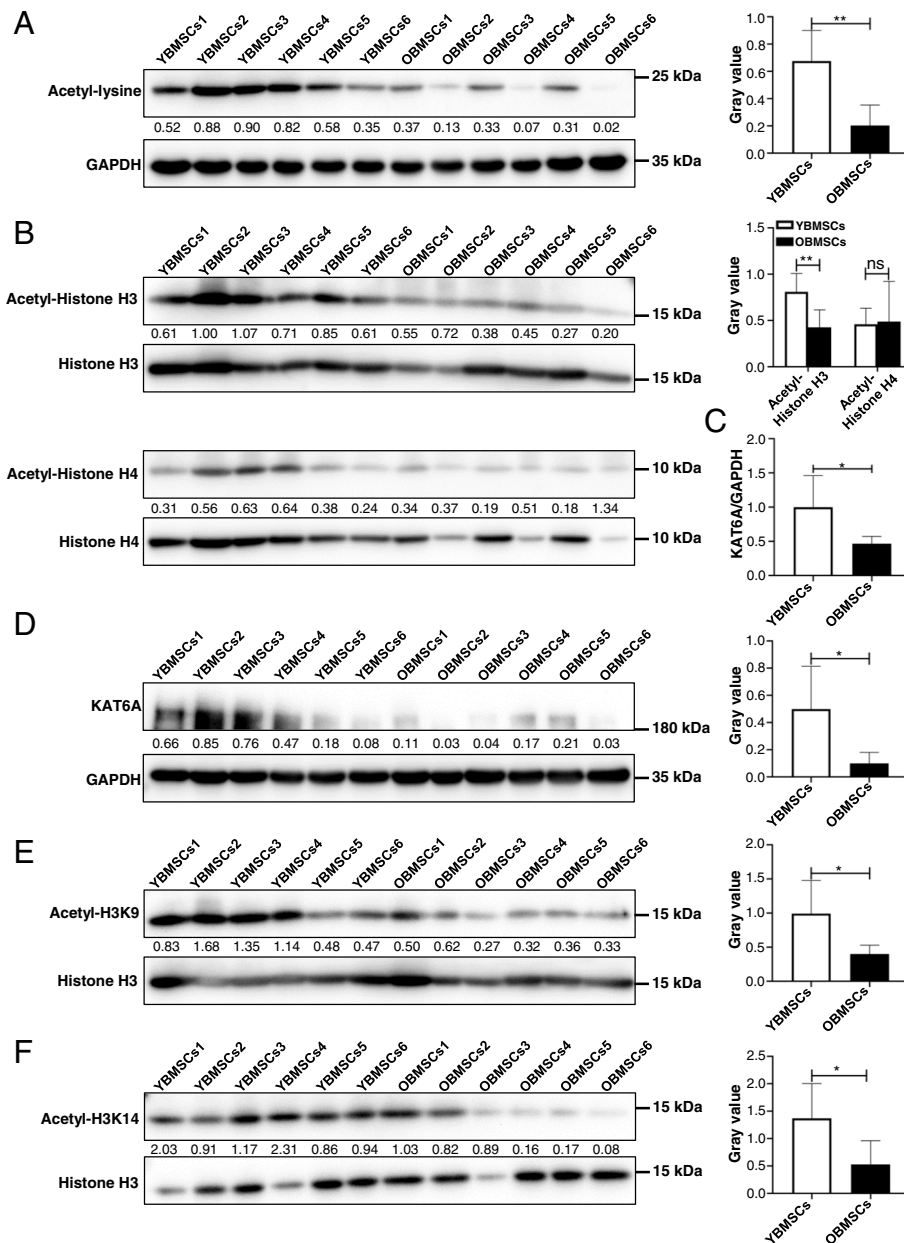 A
YBMSCs1 YBMSCs2 YBMSCs3 YBMSCs4 YBMSCs5 YBMSCs6 OBMSCs1 OBMSCs2 OBMSCs3 OBMSCs4 OBMSCs5 OBMSCs6
Acetyl-lysine
25 kDa
0.52 0.88 0.90 0.82 0.58 0.35 0.37 0.13 0.33 0.07 0.31 0.02
GAPDH
35 kDa
**
Gray value
1.0
0.8
0.6
0.4
0.2
0.0
YBMSCs OBMSCs
B
YBMSCs1 YBMSCs2 YBMSCs3 YBMSCs4 YBMSCs5 YBMSCs6 OBMSCs1 OBMSCs2 OBMSCs3 OBMSCs4 OBMSCs5 OBMSCs6
Acetyl-Histone H3
15 kDa
0.61 1.00 1.07 0.71 0.85 0.61 0.55 0.72 0.38 0.45 0.27 0.20
Histone H3
15 kDa
Acetyl-Histone H4
10 kDa
0.31 0.56 0.63 0.64 0.38 0.24 0.34 0.37 0.19 0.51 0.18 1.34
Histone H4
10 kDa
YBMSCs
OBMSCs
** ns
Gray value
1.5
1.0
0.5
0.0
Acetyl-
Histone H3
Acetyl-
Histone H4
C
*
KAT6A/GAPDH
2.0
1.5
1.0
0.5
0.0
YBMSCs OBMSCs
D
YBMSCs1 YBMSCs2 YBMSCs3 YBMSCs4 YBMSCs5 YBMSCs6 OBMSCs1 OBMSCs2 OBMSCs3 OBMSCs4 OBMSCs5 OBMSCs6
KAT6A
180 kDa
0.66 0.85 0.76 0.47 0.18 0.08 0.11 0.03 0.04 0.17 0.21 0.03
GAPDH
35 kDa
*
Gray value
1.0
0.8
0.6
0.4
0.2
0.0
YBMSCs OBMSCs
E
YBMSCs1 YBMSCs2 YBMSCs3 YBMSCs4 YBMSCs5 YBMSCs6 OBMSCs1 OBMSCs2 OBMSCs3 OBMSCs4 OBMSCs5 OBMSCs6
Acetyl-H3K9
15 kDa
0.83 1.68 1.35 1.14 0.48 0.47 0.50 0.62 0.27 0.32 0.36 0.33
Histone H3
15 kDa
*
Gray value
2.0
1.5
1.0
0.5
0.0
YBMSCs OBMSCs
F
YBMSCs1 YBMSCs2 YBMSCs3 YBMSCs4 YBMSCs5 YBMSCs6 OBMSCs1 OBMSCs2 OBMSCs3 OBMSCs4 OBMSCs5 OBMSCs6
Acetyl-H3K14
15 kDa
2.03 0.91 1.17 2.31 0.86 0.94 1.03 0.82 0.89 0.16 0.17 0.08
Histone H3
15 kDa
*
Gray value
2.5
2.0
1.5
1.0
0.5
0.0
YBMSCs OBMSCs